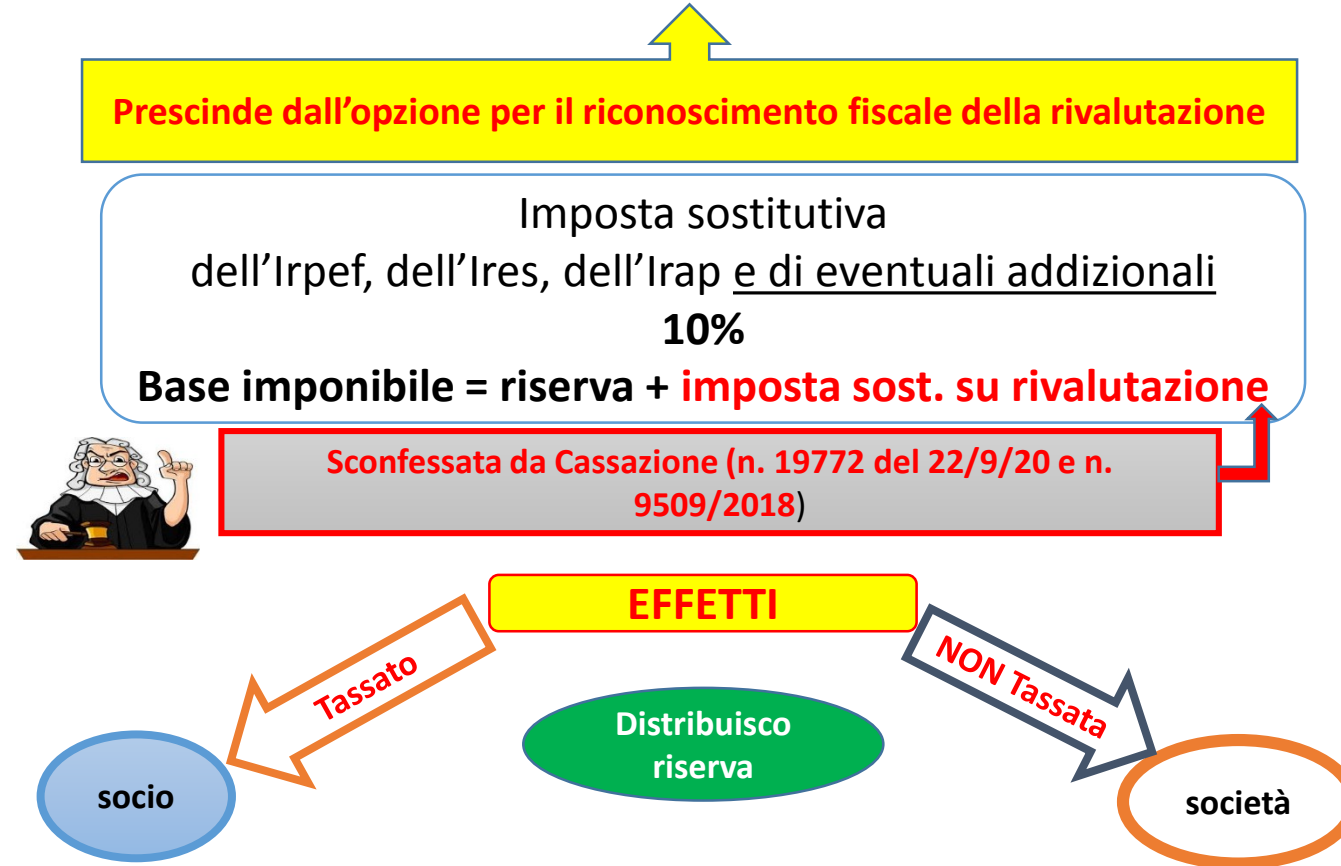 Prescinde dall’opzione per il riconoscimento fiscale della rivalutazione
Imposta sostitutiva
dell’Irpef, dell’Ires, dell’Irap e di eventuali addizionali
10%
Base imponibile = riserva + imposta sost. su rivalutazione
Sconfessata da Cassazione (n. 19772 del 22/9/20 e n.
9509/2018)
EFFETTI
Tassato
NON Tassata
Distribuisco
riserva
socio
società